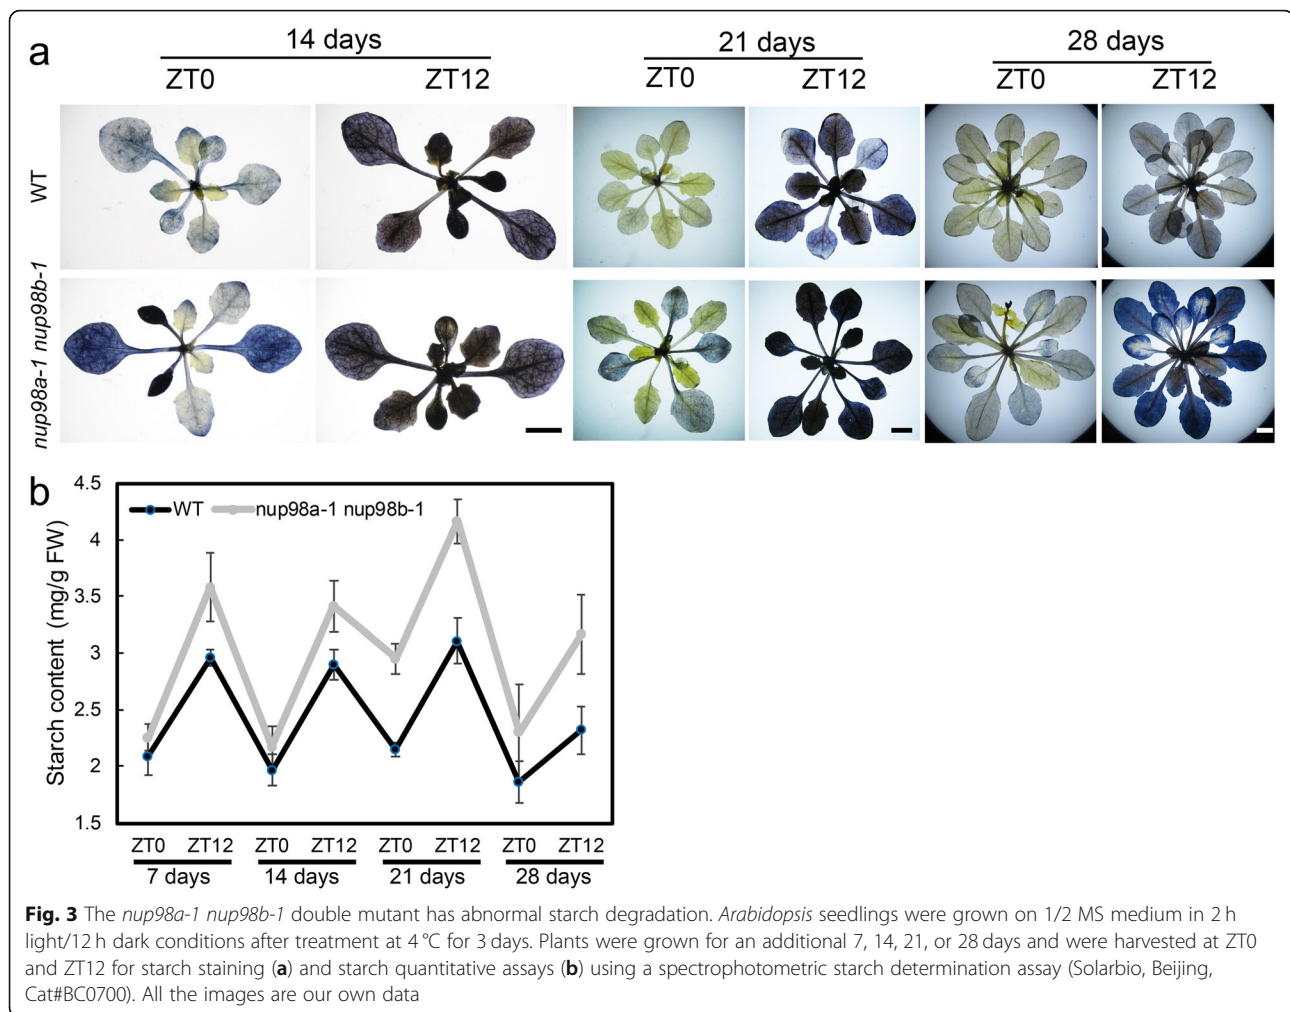 a
14 days
21 days
28 days
ZT0
ZT12
ZT0
ZT12
ZT0
ZT12
WT
nup98a-1 nup98b-1
b
4.5
4
3.5
3
2.5
2
1.5
Starch content (mg/g FW)
WT
nup98a-1 nup98b-1
ZT0 ZT12 ZT0 ZT12 ZT0 ZT12 ZT0 ZT12
7 days 14 days 21 days 28 days
Fig. 3 The nup98a-1 nup98b-1 double mutant has abnormal starch degradation. Arabidopsis seedlings were grown on 1/2 MS medium in 2 h
light/12 h dark conditions after treatment at 4 °C for 3 days. Plants were grown for an additional 7, 14, 21, or 28 days and were harvested at ZT0
and ZT12 for starch staining (a) and starch quantitative assays (b) using a spectrophotometric starch determination assay (Solarbio, Beijing,
Cat#BC0700). All the images are our own data